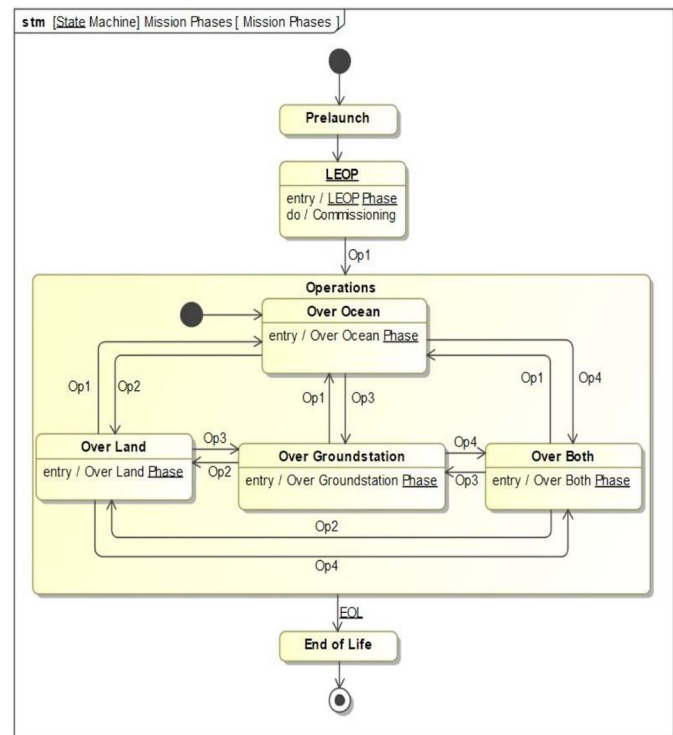 stm [State Machine] Mission Phases [ Mission Phases ]
Prelaunch
LEOP
entry / LEOP Phase
do / Commissioning
Op1
Operations
Over Ocean
entry / Over Ocean Phase
Op1
Op2
Op1
Op3
Op1
Op4
Over Land
entry / Over Land Phase
Op3
Op2
Over Groundstation
entry / Over Groundstation Phase
Op4
Op3
Over Both
entry / Over Both Phase
Op2
Op4
EOL
End of Life